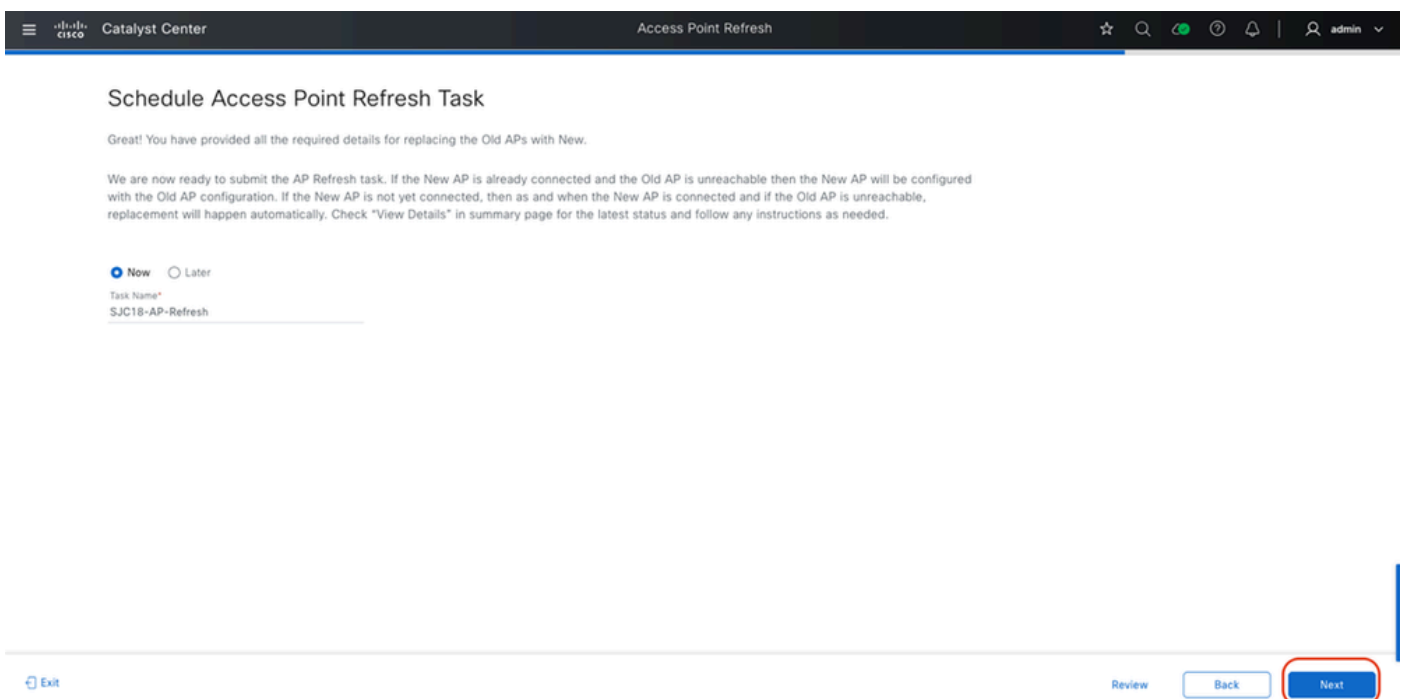 cisco Catalyst Center Access Point Refresh admin
Schedule Access Point Refresh Task
Great! You have provided all the required details for replacing the Old APs with New.
We are now ready to submit the AP Refresh task. If the New AP is already connected and the Old AP is unreachable then the New AP will be configured
with the Old AP configuration. If the New AP is not yet connected, then as and when the New AP is connected and if the Old AP is unreachable,
replacement will happen automatically. Check "View Details" in summary page for the latest status and follow any instructions as needed.
Now Later
Task Name*
SJC18-AP-Refresh
Exit Review Back Next